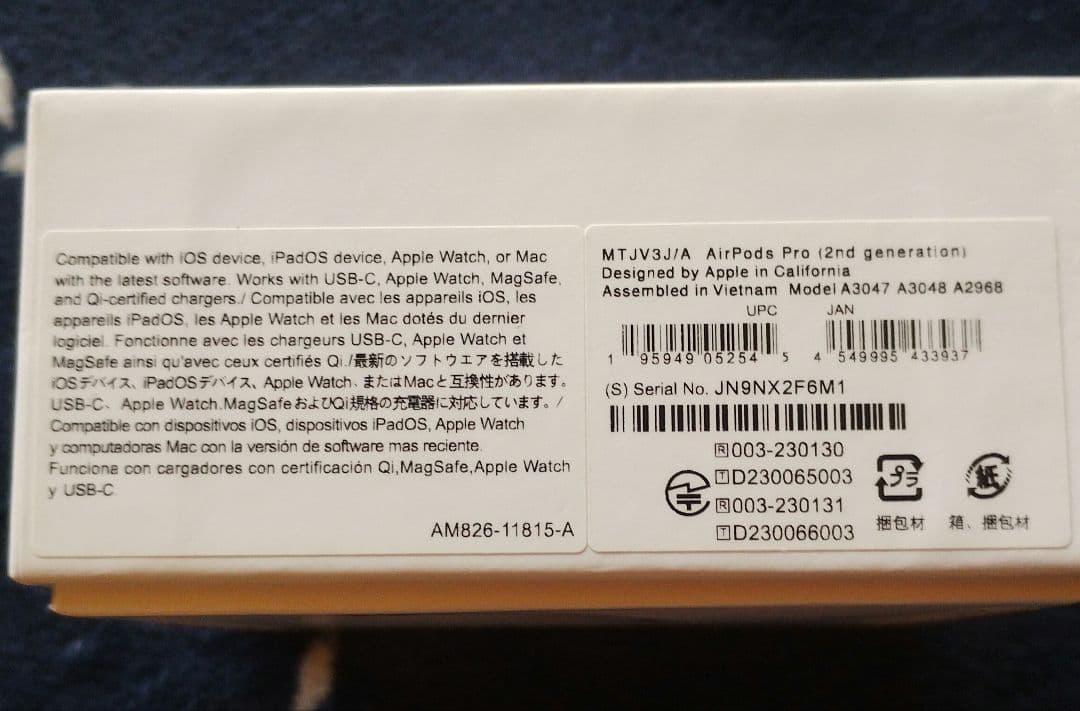 Compatible with iOS device, iPadOS device, Apple Watch, or Mac
with the latest software. Works with USB-C, Apple Watch, MagSafe,
and Qi-certified chargers./ Compatible avec les appareils iOS, les
appareils iPadOS, les Apple Watch et les Mac dotés du dernier
logiciel. Fonctionne avec les chargeurs USB-C, Apple Watch et
MagSafe ainsi qu'avec ceux certifiés Qi./最新のソフトウエアを搭載した
iOSデバイス、iPadOSデバイス、Apple Watch、またはMacと互換性があります。
USB-C、Apple Watch.MagSafeおよびQi規格の充電器に対応しています。/
Compatible con dispositivos iOS, dispositivos iPadOS, Apple Watch
y computadoras Mac con la versión de software mas reciente.
Funciona con cargadores con certificación Qi,MagSafe,Apple Watch
y USB-C
AM826-11815-A
MTJV3J/A AirPods Pro (2nd generation)
Designed by Apple in California
Assembled in Vietnam Model A3047 A3048 A2968
UPC JAN
1 95949 05254 5 4 549995 433937
(S) Serial No. JN9NX2F6M1
R 003-230130
T D230065003
R 003-230131
T D230066003
プラ
捆包材
紙
箱、捆包材